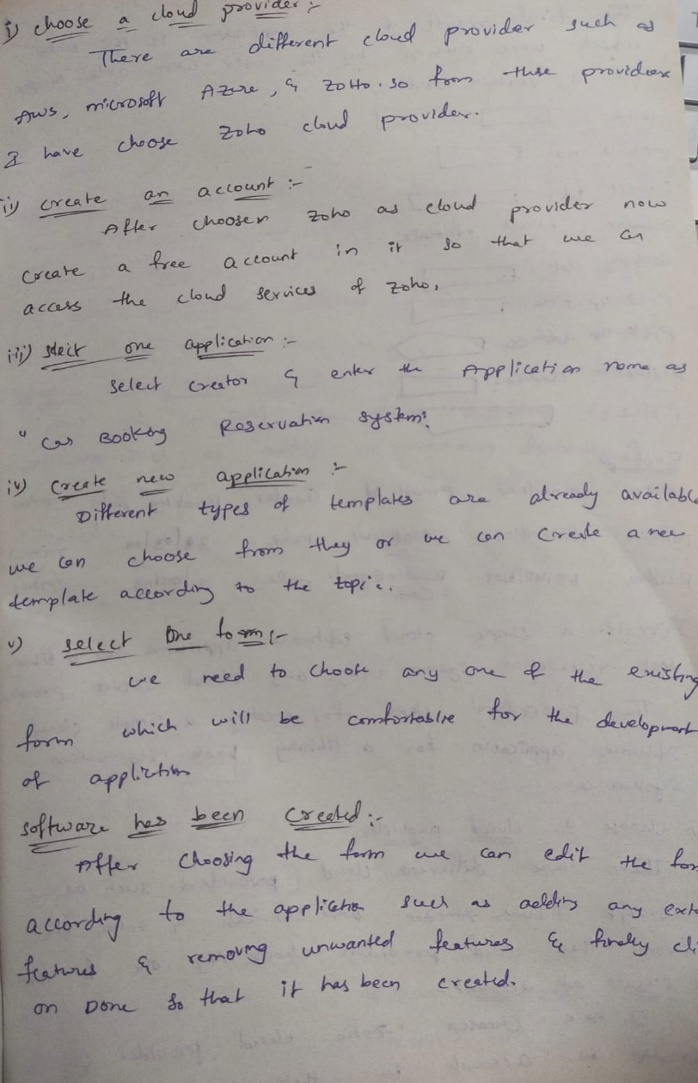 i) choose a cloud provider :-
There are different cloud provider such as
Aws, microsoft Azure, & ZOHO. so from these providers
I have choose Zoho cloud provider.
ii) create an account :-
After choosen zoho as cloud provider now
create a free account in it so that we can
access the cloud services of zoho.
iii) select one application :-
select creator & enter the Application name as
" Car Booking Reservation system"
iv) create new application :-
Different types of templates are already available
we can choose from they or we can create a new
template according to the topic.
v) select one form :-
we need to choose any one of the existing
form which will be comfortable for the development
of appliction
software has been created :-
After choosing the form we can edit the for
according to the application such as adding any ext
features & removing unwanted features & finally cli
on Done so that it has been created.